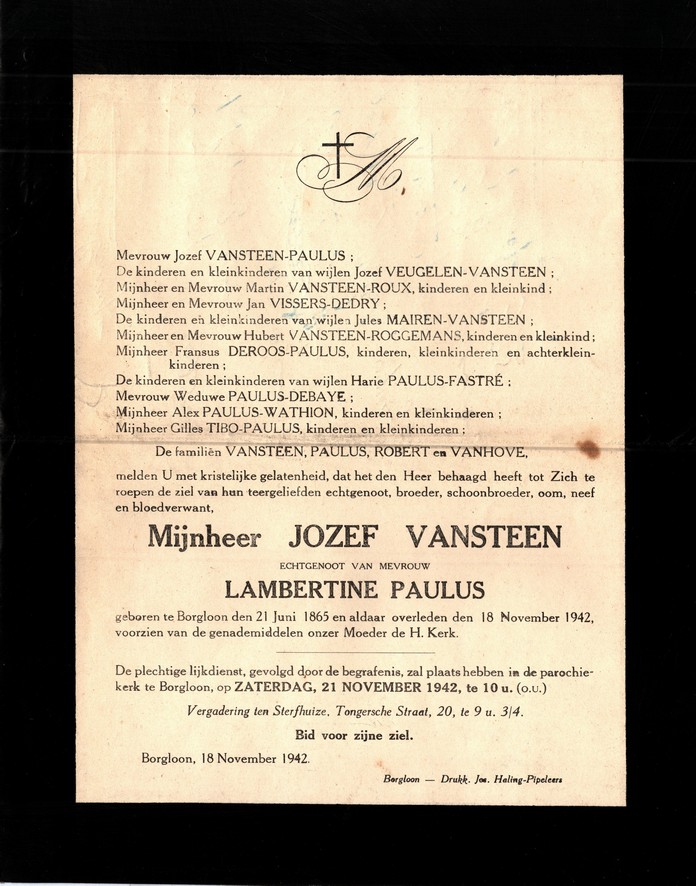 M.
Mevrouw Jozef VANSTEEN-PAULUS ;
De kinderen en kleinkinderen van wijlen Jozef VEUGELEN-VANSTEEN ;
Mijnheer en Mevrouw Martin VANSTEEN-ROUX, kinderen en kleinkind ;
Mijnheer en Mevrouw Jan VISSERS-DEDRY ;
De kinderen en kleinkinderen van wijlen Jules MAIREN-VANSTEEN ;
Mijnheer en Mevrouw Hubert VANSTEEN-ROGGEMANS, kinderen en kleinkind ;
Mijnheer Fransus DEROOS-PAULUS, kinderen, kleinkinderen en achterklein-
kinderen ;
De kinderen en kleinkinderen van wijlen Harie PAULUS-FASTRÉ ;
Mevrouw Weduwe PAULUS-DEBAYE ;
Mijnheer Alex PAULUS-WATHION, kinderen en kleinkinderen ;
Mijnheer Gilles TIBO-PAULUS, kinderen en kleinkinderen ;
De familiën VANSTEEN, PAULUS, ROBERT en VANHOVE,
melden U met kristelijke gelatenheid, dat het den Heer behaagd heeft tot Zich te
roepen de ziel van hun teergeliefden echtgenoot, broeder, schoonbroeder, oom, neef
en bloedverwant,
Mijnheer JOZEF VANSTEEN
ECHTGENOOT VAN MEVROUW
LAMBERTINE PAULUS
geboren te Borgloon den 21 Juni 1865 en aldaar overleden den 18 November 1942,
voorzien van de genademiddelen onzer Moeder de H. Kerk.
De plechtige lijkdienst, gevolgd door de begrafenis, zal plaats hebben in de parochie-
kerk te Borgloon, op ZATERDAG, 21 NOVEMBER 1942, te 10 u. (o.u.)
Vergadering ten Sterfhuize, Tongersche Straat, 20, te 9 u. 3/4.
Bid voor zijne ziel.
Borgloon, 18 November 1942.
Borgloon — Drukk. Jos. Haling-Pipeleers